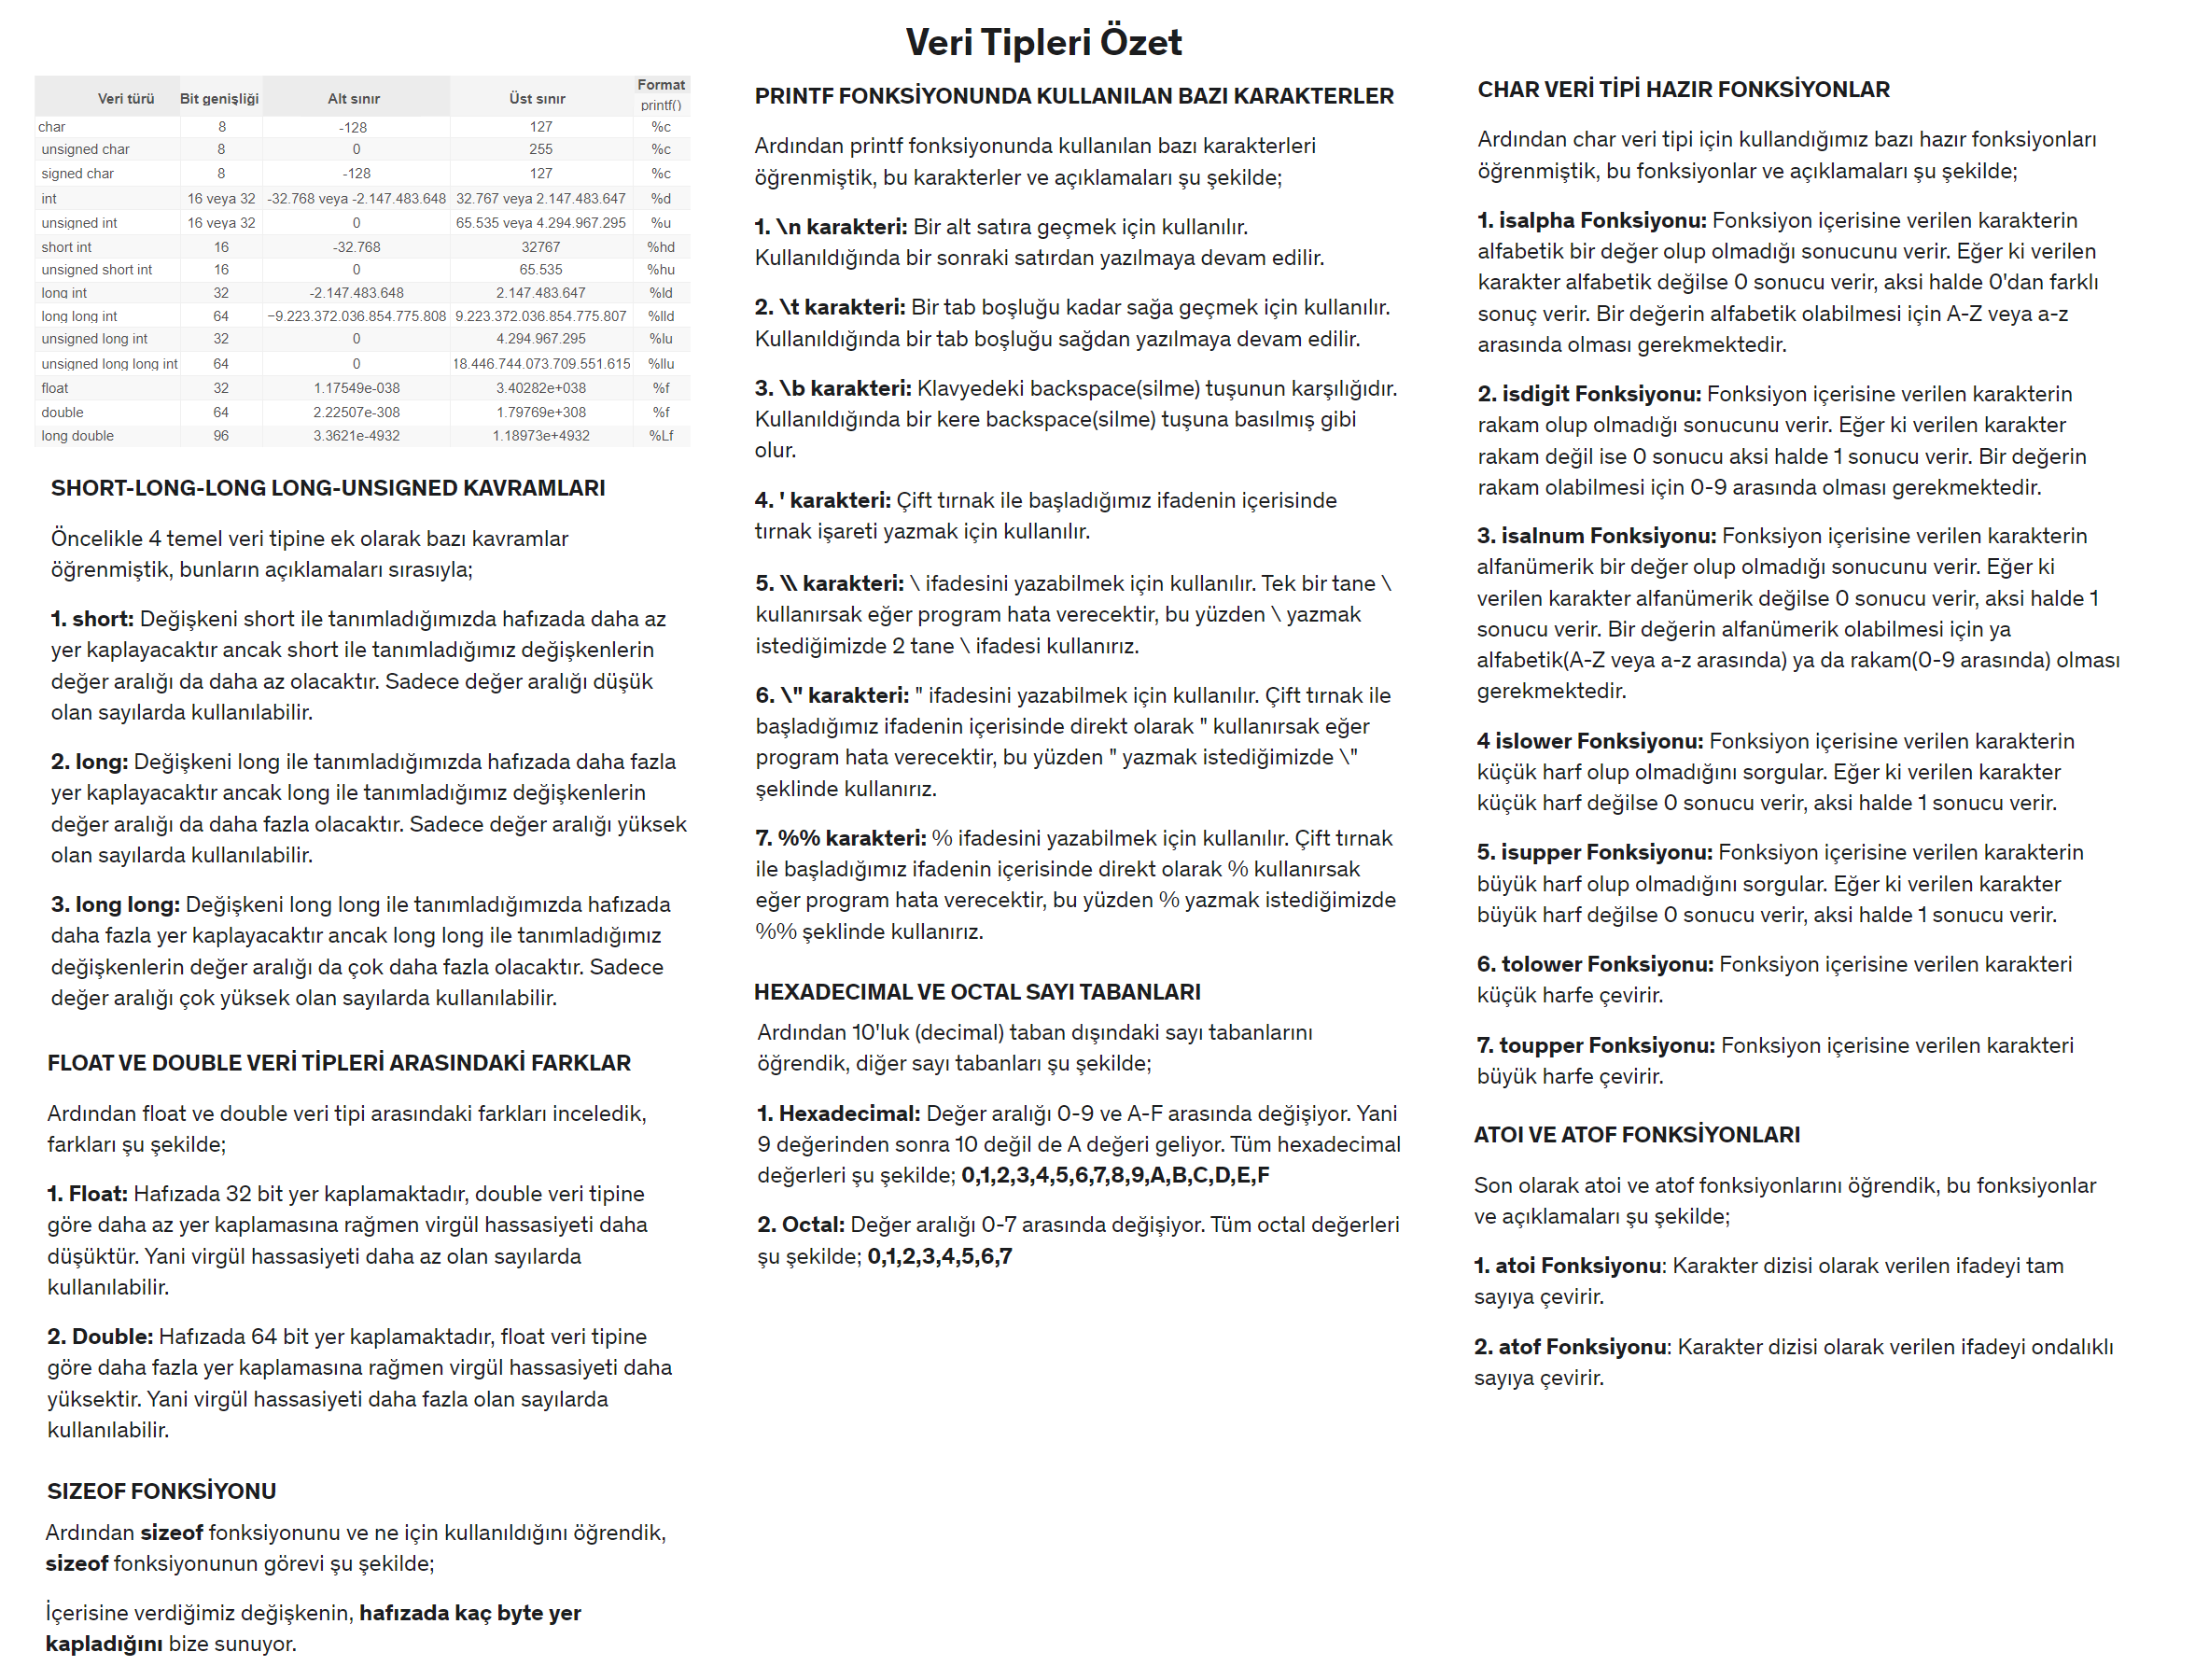 Veri Tipleri Özet
Veri türü Bit genişliği Alt sınır Üst sınır Format
printf()
char 8 -128 127 %c
unsigned char 8 0 255 %c
signed char 8 -128 127 %c
int 16 veya 32 -32.768 veya -2.147.483.648 32.767 veya 2.147.483.647 %d
unsigned int 16 veya 32 0 65.535 veya 4.294.967.295 %u
short int 16 -32.768 32767 %hd
unsigned short int 16 0 65.535 %hu
long int 32 -2.147.483.648 2.147.483.647 %ld
long long int 64 −9.223.372.036.854.775.808 9.223.372.036.854.775.807 %lld
unsigned long int 32 0 4.294.967.295 %lu
unsigned long long int 64 0 18.446.744.073.709.551.615 %llu
float 32 1.17549e-038 3.40282e+038 %f
double 64 2.22507e-308 1.79769e+308 %f
long double 96 3.3621e-4932 1.18973e+4932 %Lf
SHORT-LONG-LONG LONG-UNSIGNED KAVRAMLARI
Öncelikle 4 temel veri tipine ek olarak bazı kavramlar
öğrenmiştik, bunların açıklamaları sırasıyla;
1. short: Değişkeni short ile tanımladığımızda hafızada daha az
yer kaplayacaktır ancak short ile tanımladığımız değişkenlerin
değer aralığı da daha az olacaktır. Sadece değer aralığı düşük
olan sayılarda kullanılabilir.
2. long: Değişkeni long ile tanımladığımızda hafızada daha fazla
yer kaplayacaktır ancak long ile tanımladığımız değişkenlerin
değer aralığı da daha fazla olacaktır. Sadece değer aralığı yüksek
olan sayılarda kullanılabilir.
3. long long: Değişkeni long long ile tanımladığımızda hafızada
daha fazla yer kaplayacaktır ancak long long ile tanımladığımız
değişkenlerin değer aralığı da çok daha fazla olacaktır. Sadece
değer aralığı çok yüksek olan sayılarda kullanılabilir.
FLOAT VE DOUBLE VERİ TİPLERİ ARASINDAKİ FARKLAR
Ardından float ve double veri tipi arasındaki farkları inceledik,
farkları şu şekilde;
1. Float: Hafızada 32 bit yer kaplamaktadır, double veri tipine
göre daha az yer kaplamasına rağmen virgül hassasiyeti daha
düşüktür. Yani virgül hassasiyeti daha az olan sayılarda
kullanılabilir.
2. Double: Hafızada 64 bit yer kaplamaktadır, float veri tipine
göre daha fazla yer kaplamasına rağmen virgül hassasiyeti daha
yüksektir. Yani virgül hassasiyeti daha fazla olan sayılarda
kullanılabilir.
SIZEOF FONKSİYONU
Ardından sizeof fonksiyonunu ve ne için kullanıldığını öğrendik,
sizeof fonksiyonunun görevi şu şekilde;
İçerisine verdiğimiz değişkenin, hafızada kaç byte yer
kapladığını bize sunuyor.
PRINTF FONKSİYONUNDA KULLANILAN BAZI KARAKTERLER
Ardından printf fonksiyonunda kullanılan bazı karakterleri
öğrenmiştik, bu karakterler ve açıklamaları şu şekilde;
1. \n karakteri: Bir alt satıra geçmek için kullanılır.
Kullanıldığında bir sonraki satırdan yazılmaya devam edilir.
2. \t karakteri: Bir tab boşluğu kadar sağa geçmek için kullanılır.
Kullanıldığında bir tab boşluğu sağdan yazılmaya devam edilir.
3. \b karakteri: Klavyedeki backspace(silme) tuşunun karşılığıdır.
Kullanıldığında bir kere backspace(silme) tuşuna basılmış gibi
olur.
4. ' karakteri: Çift tırnak ile başladığımız ifadenin içerisinde
tırnak işareti yazmak için kullanılır.
5. \\ karakteri: \ ifadesini yazabilmek için kullanılır. Tek bir tane \
kullanırsak eğer program hata verecektir, bu yüzden \ yazmak
istediğimizde 2 tane \ ifadesi kullanırız.
6. \" karakteri: " ifadesini yazabilmek için kullanılır. Çift tırnak ile
başladığımız ifadenin içerisinde direkt olarak " kullanırsak eğer
program hata verecektir, bu yüzden " yazmak istediğimizde \"
şeklinde kullanırız.
7. %% karakteri: % ifadesini yazabilmek için kullanılır. Çift tırnak
ile başladığımız ifadenin içerisinde direkt olarak % kullanırsak
eğer program hata verecektir, bu yüzden % yazmak istediğimizde
%% şeklinde kullanırız.
HEXADECIMAL VE OCTAL SAYI TABANLARI
Ardından 10'luk (decimal) taban dışındaki sayı tabanlarını
öğrendik, diğer sayı tabanları şu şekilde;
1. Hexadecimal: Değer aralığı 0-9 ve A-F arasında değişiyor. Yani
9 değerinden sonra 10 değil de A değeri geliyor. Tüm hexadecimal
değerleri şu şekilde; 0,1,2,3,4,5,6,7,8,9,A,B,C,D,E,F
2. Octal: Değer aralığı 0-7 arasında değişiyor. Tüm octal değerleri
şu şekilde; 0,1,2,3,4,5,6,7
CHAR VERİ TİPİ HAZIR FONKSİYONLAR
Ardından char veri tipi için kullandığımız bazı hazır fonksiyonları
öğrenmiştik, bu fonksiyonlar ve açıklamaları şu şekilde;
1. isalpha Fonksiyonu: Fonksiyon içerisine verilen karakterin
alfabetik bir değer olup olmadığı sonucunu verir. Eğer ki verilen
karakter alfabetik değilse 0 sonucu verir, aksi halde 0'dan farklı
sonuç verir. Bir değerin alfabetik olabilmesi için A-Z veya a-z
arasında olması gerekmektedir.
2. isdigit Fonksiyonu: Fonksiyon içerisine verilen karakterin
rakam olup olmadığı sonucunu verir. Eğer ki verilen karakter
rakam değil ise 0 sonucu aksi halde 1 sonucu verir. Bir değerin
rakam olabilmesi için 0-9 arasında olması gerekmektedir.
3. isalnum Fonksiyonu: Fonksiyon içerisine verilen karakterin
alfanümerik bir değer olup olmadığı sonucunu verir. Eğer ki
verilen karakter alfanümerik değilse 0 sonucu verir, aksi halde 1
sonucu verir. Bir değerin alfanümerik olabilmesi için ya
alfabetik(A-Z veya a-z arasında) ya da rakam(0-9 arasında) olması
gerekmektedir.
4 islower Fonksiyonu: Fonksiyon içerisine verilen karakterin
küçük harf olup olmadığını sorgular. Eğer ki verilen karakter
küçük harf değilse 0 sonucu verir, aksi halde 1 sonucu verir.
5. isupper Fonksiyonu: Fonksiyon içerisine verilen karakterin
büyük harf olup olmadığını sorgular. Eğer ki verilen karakter
büyük harf değilse 0 sonucu verir, aksi halde 1 sonucu verir.
6. tolower Fonksiyonu: Fonksiyon içerisine verilen karakteri
küçük harfe çevirir.
7. toupper Fonksiyonu: Fonksiyon içerisine verilen karakteri
büyük harfe çevirir.
ATOI VE ATOF FONKSİYONLARI
Son olarak atoi ve atof fonksiyonlarını öğrendik, bu fonksiyonlar
ve açıklamaları şu şekilde;
1. atoi Fonksiyonu: Karakter dizisi olarak verilen ifadeyi tam
sayıya çevirir.
2. atof Fonksiyonu: Karakter dizisi olarak verilen ifadeyi ondalıklı
sayıya çevirir.